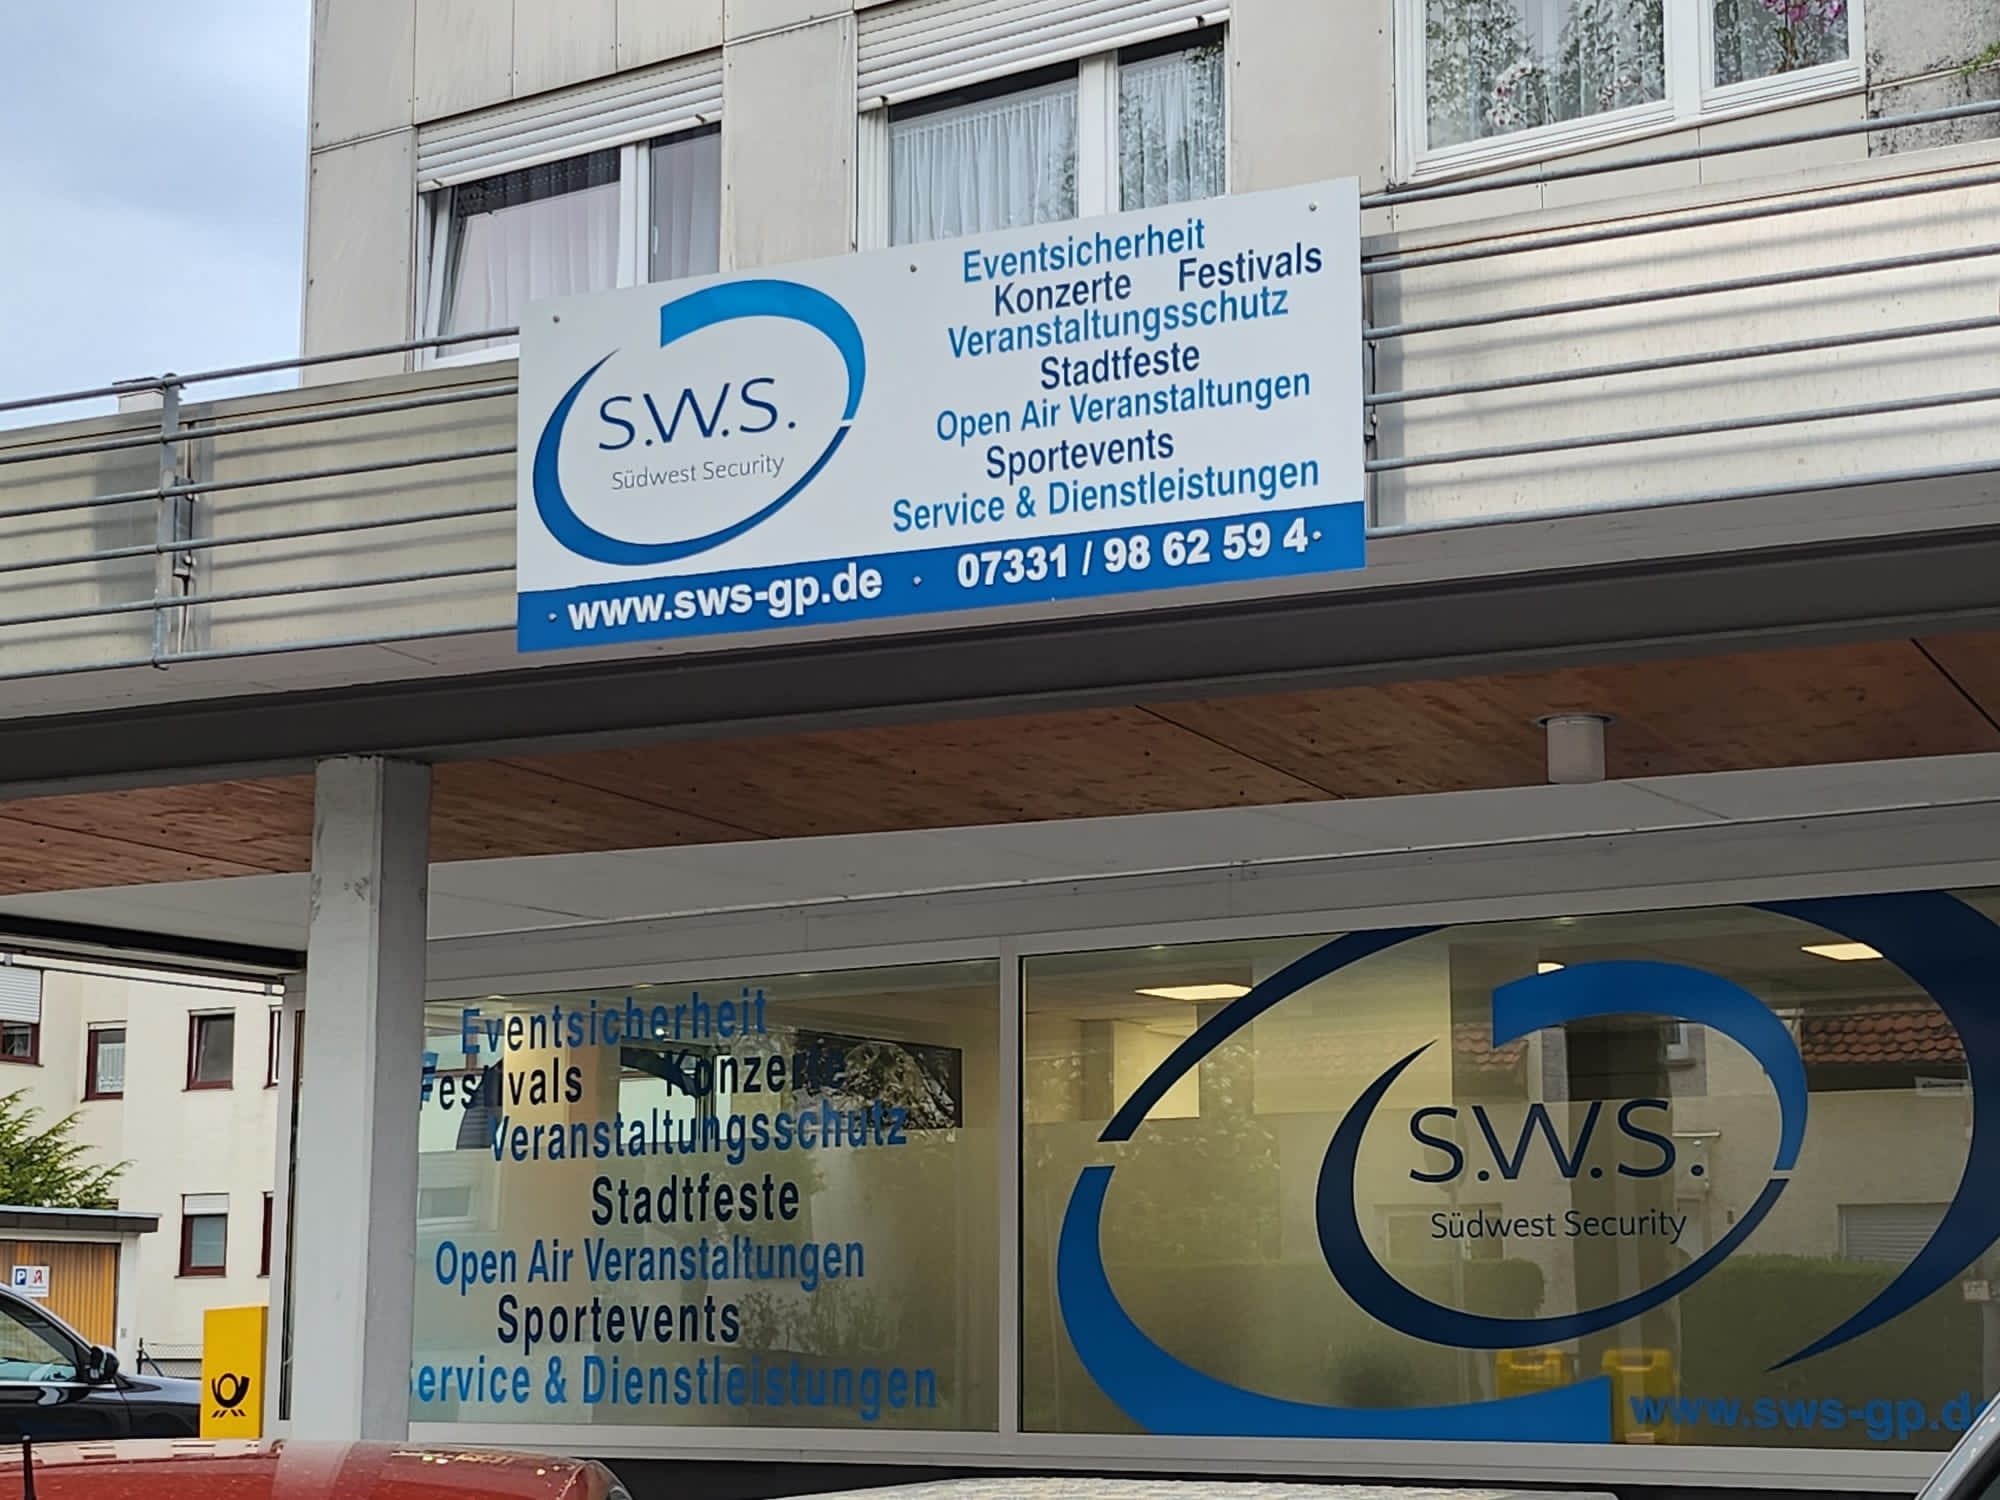 S.W.S.
Südwest Security
Eventsicherheit
Konzerte Festivals
Veranstaltungsschutz
Stadtfeste
Open Air Veranstaltungen
Sportevents
Service & Dienstleistungen
· www.sws-gp.de · 07331 / 98 62 59 4 ·
Eventsicherheit
Festivals Konzerte
Veranstaltungsschutz
Stadtfeste
Open Air Veranstaltungen
Sportevents
Service & Dienstleistungen
S.W.S.
Südwest Security
www.sws-gp.de
P